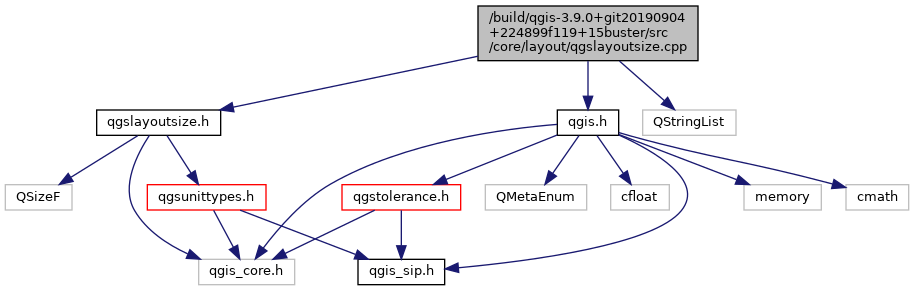 /build/qgis-3.9.0+git20190904
+224899f119+15buster/src
/core/layout/qgslayoutsize.cpp
qgslayoutsize.h
qgis.h
QStringList
QSizeF
qgsunittypes.h
qgstolerance.h
QMetaEnum
cfloat
memory
cmath
qgis_core.h
qgis_sip.h